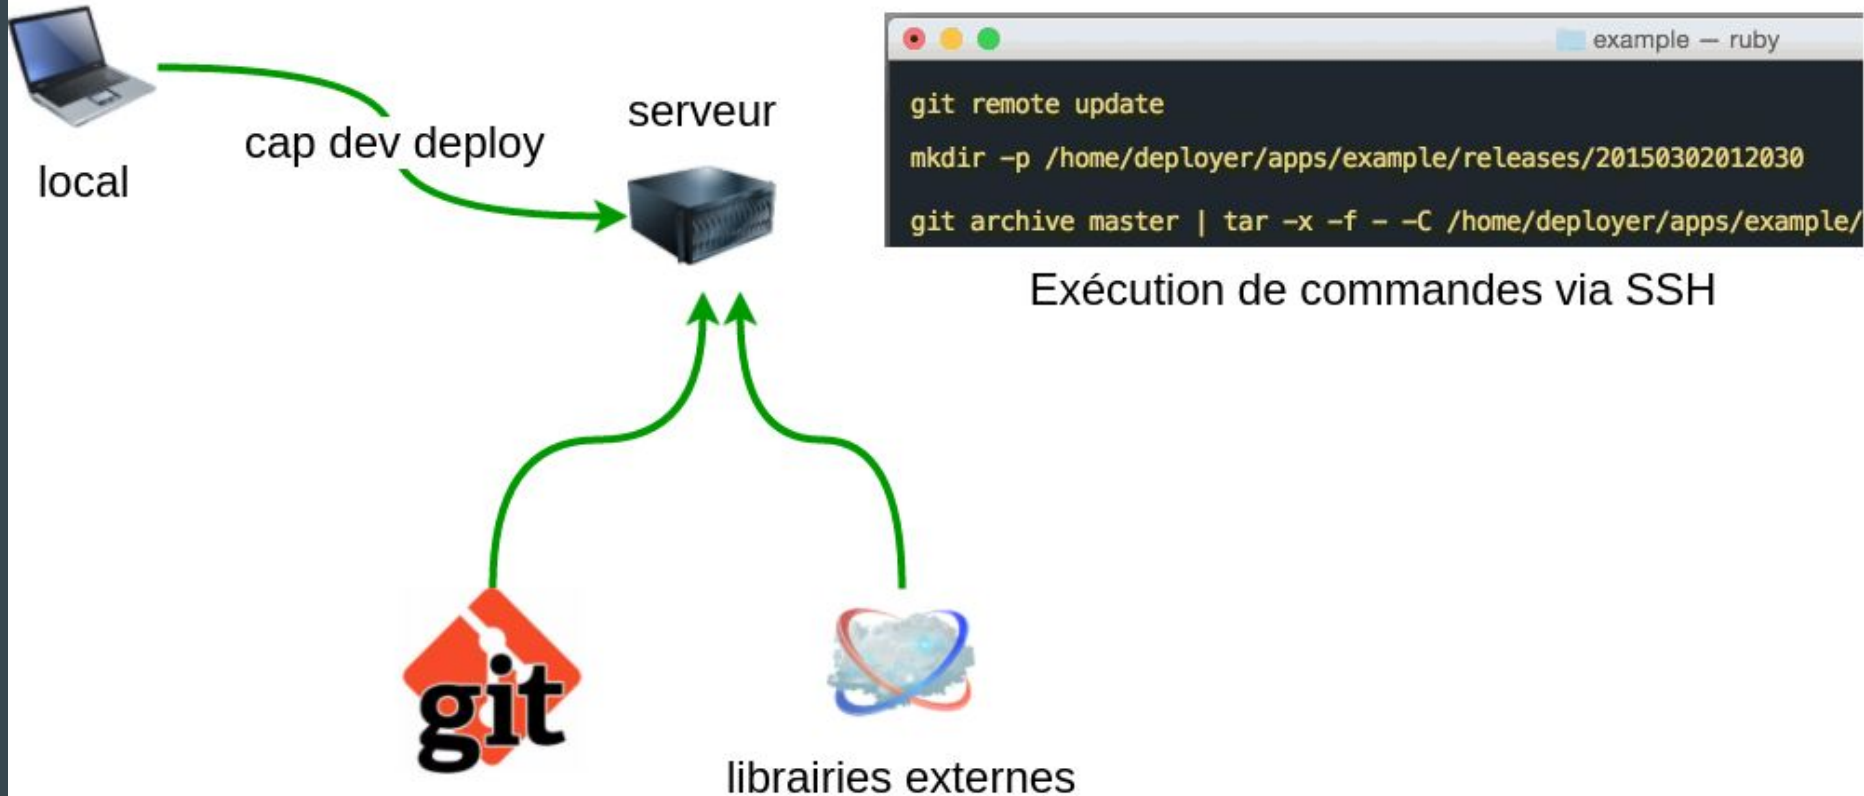 local
cap dev deploy
serveur
example — ruby
git remote update
mkdir -p /home/deployer/apps/example/releases/20150302012030
git archive master | tar -x -f - -C /home/deployer/apps/example/
Exécution de commandes via SSH
git
librairies externes